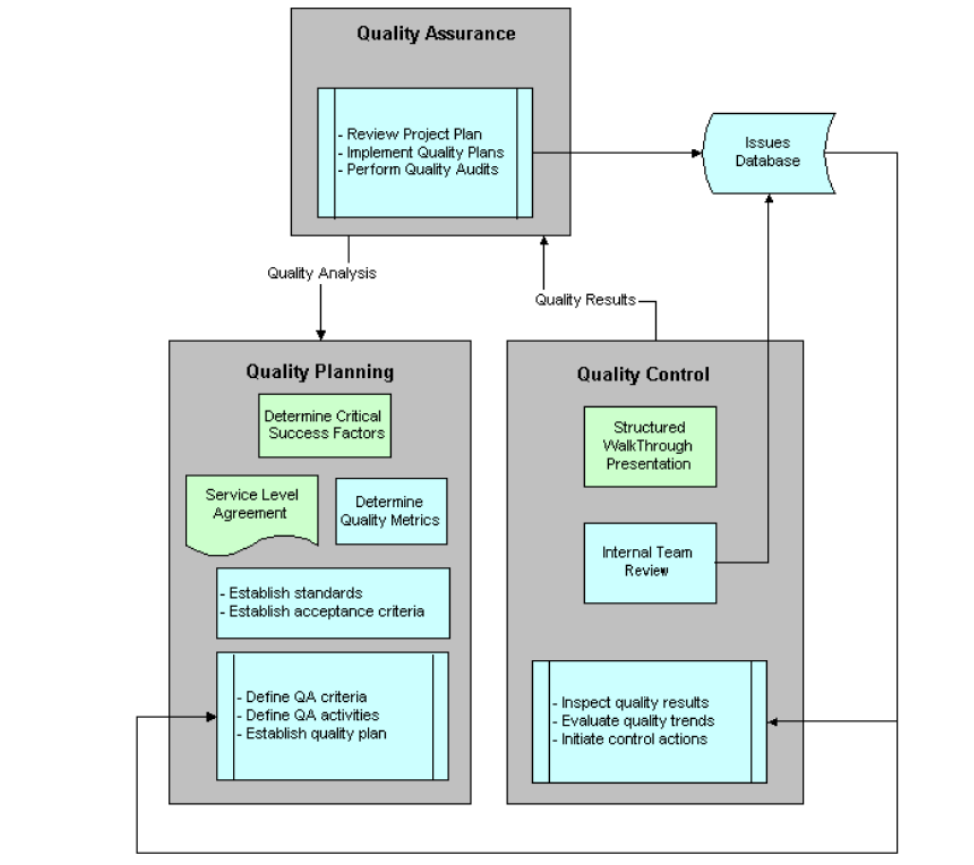 Quality Assurance
- Review Project Plan
- Implement Quality Plans
- Perform Quality Audits
Issues
Database
Quality Analysis
Quality Results
Quality Planning
Determine Critical
Success Factors
Service Level
Agreement
Determine
Quality Metrics
- Establish standards
- Establish acceptance criteria
- Define QA criteria
- Define QA activities
- Establish quality plan
Quality Control
Structured
WalkThrough
Presentation
Internal Team
Review
- Inspect quality results
- Evaluate quality trends
- Initiate control actions